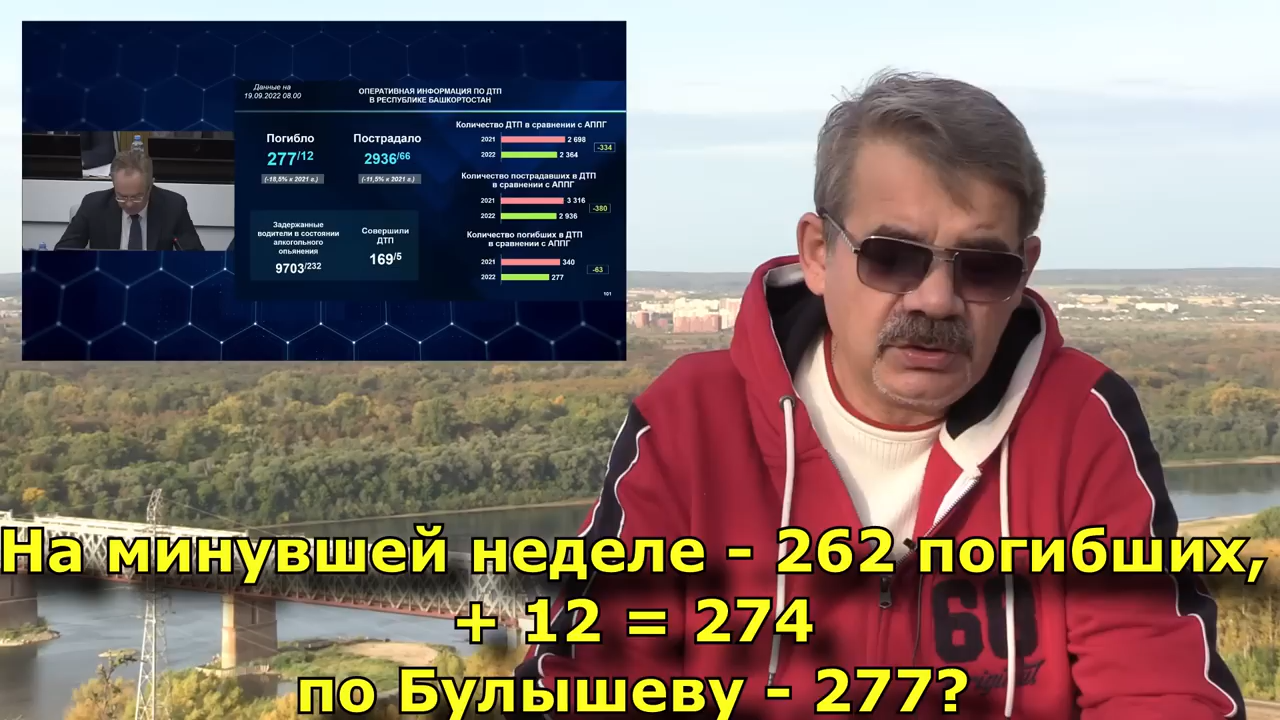 Данные на
19.09.2022 08.00
ОПЕРАТИВНАЯ ИНФОРМАЦИЯ ПО ДТП
В РЕСПУБЛИКЕ БАШКОРТОСТАН
Погибло
277/12
(-18,5% к 2021 г.)
Пострадало
2936/66
(-11,5% к 2021 г.)
Задержанные
водители в состоянии
алкогольного
опьянения
9703/232
Совершили
ДТП
169/5
Количество ДТП в сравнении с АППГ
2021 2 698
2022 2 364
-334
Количество пострадавших в ДТП
в сравнении с АППГ
2021 3 316
2022 2 936
-380
Количество погибших в ДТП
в сравнении с АППГ
2021 340
2022 277
-63
101
60
На минувшей неделе - 262 погибших,
+ 12 = 274
по Булышеву - 277?